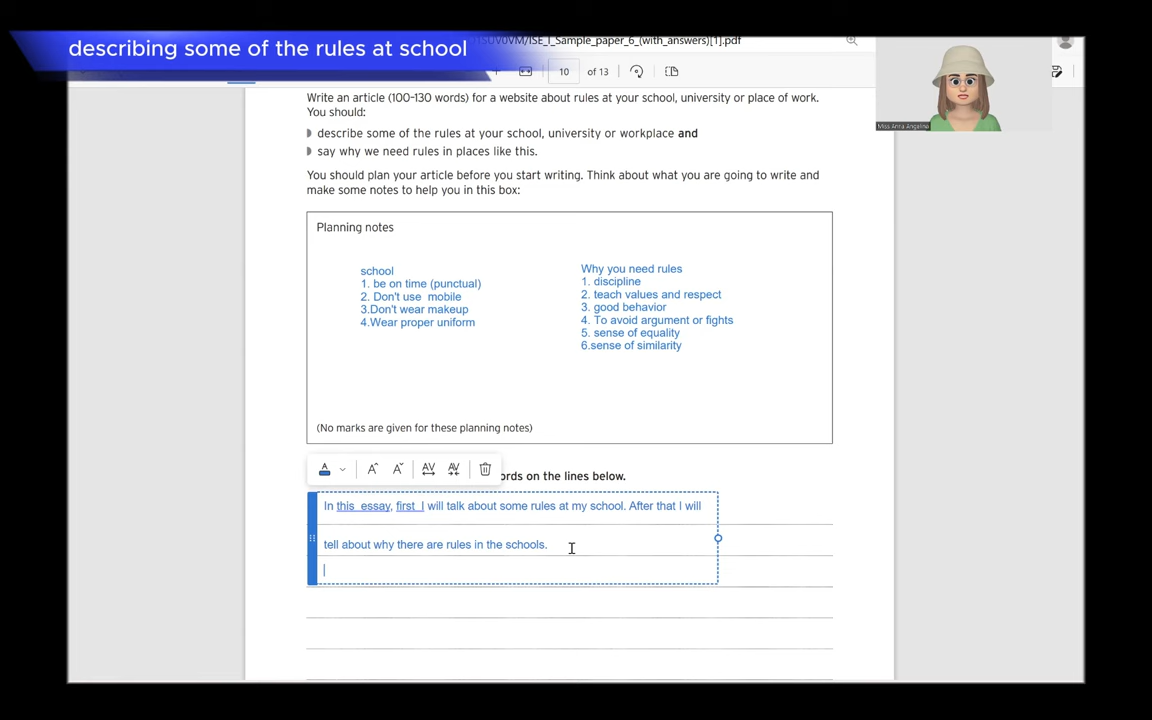 describing some of the rules at school
ISE_I_Sample_paper_6_(with_answers)[1].pdf
10 of 13
Write an article (100-130 words) for a website about rules at your school, university or place of work.
You should:
describe some of the rules at your school, university or workplace and
say why we need rules in places like this.
You should plan your article before you start writing. Think about what you are going to write and
make some notes to help you in this box:
Planning notes
school
1. be on time (punctual)
2. Don't use mobile
3.Don't wear makeup
4.Wear proper uniform
Why you need rules
1. discipline
2. teach values and respect
3. good behavior
4. To avoid argument or fights
5. sense of equality
6.sense of similarity
(No marks are given for these planning notes)
on the lines below.
In this essay, first I will talk about some rules at my school. After that I will
tell about why there are rules in the schools.
Miss Anna Angelina